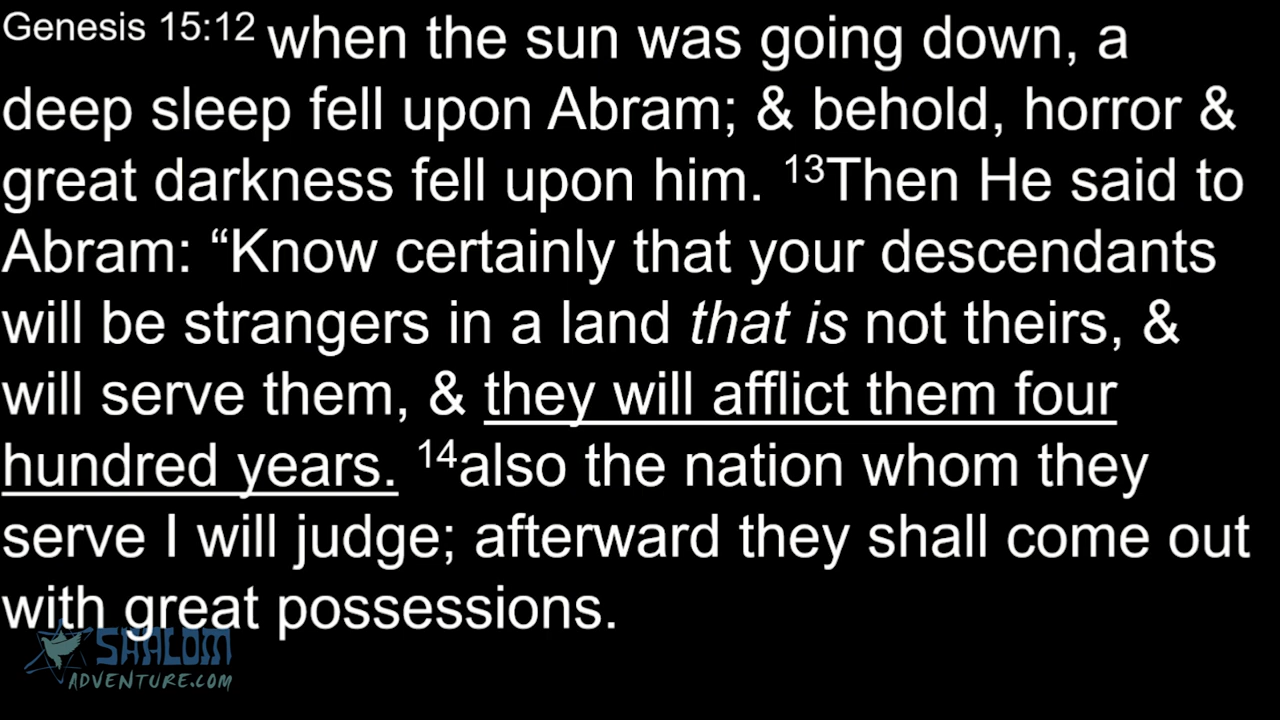 Genesis 15:12 when the sun was going down, a
deep sleep fell upon Abram; & behold, horror &
great darkness fell upon him. 13Then He said to
Abram: “Know certainly that your descendants
will be strangers in a land that is not theirs, &
will serve them, & they will afflict them four
hundred years. 14also the nation whom they
serve I will judge; afterward they shall come out
with great possessions.
SHALOM
ADVENTURE.COM